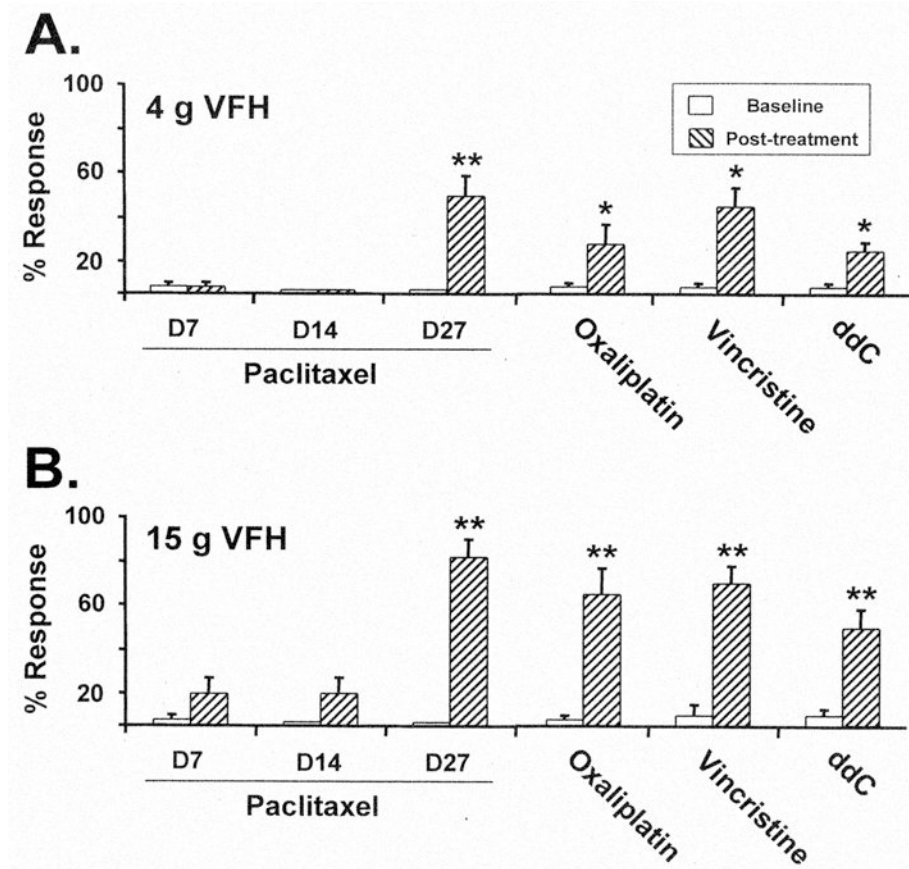 A.
100
60
20
% Response
4 g VFH
Baseline
Post-treatment
**
*
*
*
D7
D14
D27
Paclitaxel
Oxaliplatin
Vincristine
ddC
B.
100
60
20
% Response
15 g VFH
**
**
**
**
D7
D14
D27
Paclitaxel
Oxaliplatin
Vincristine
ddC